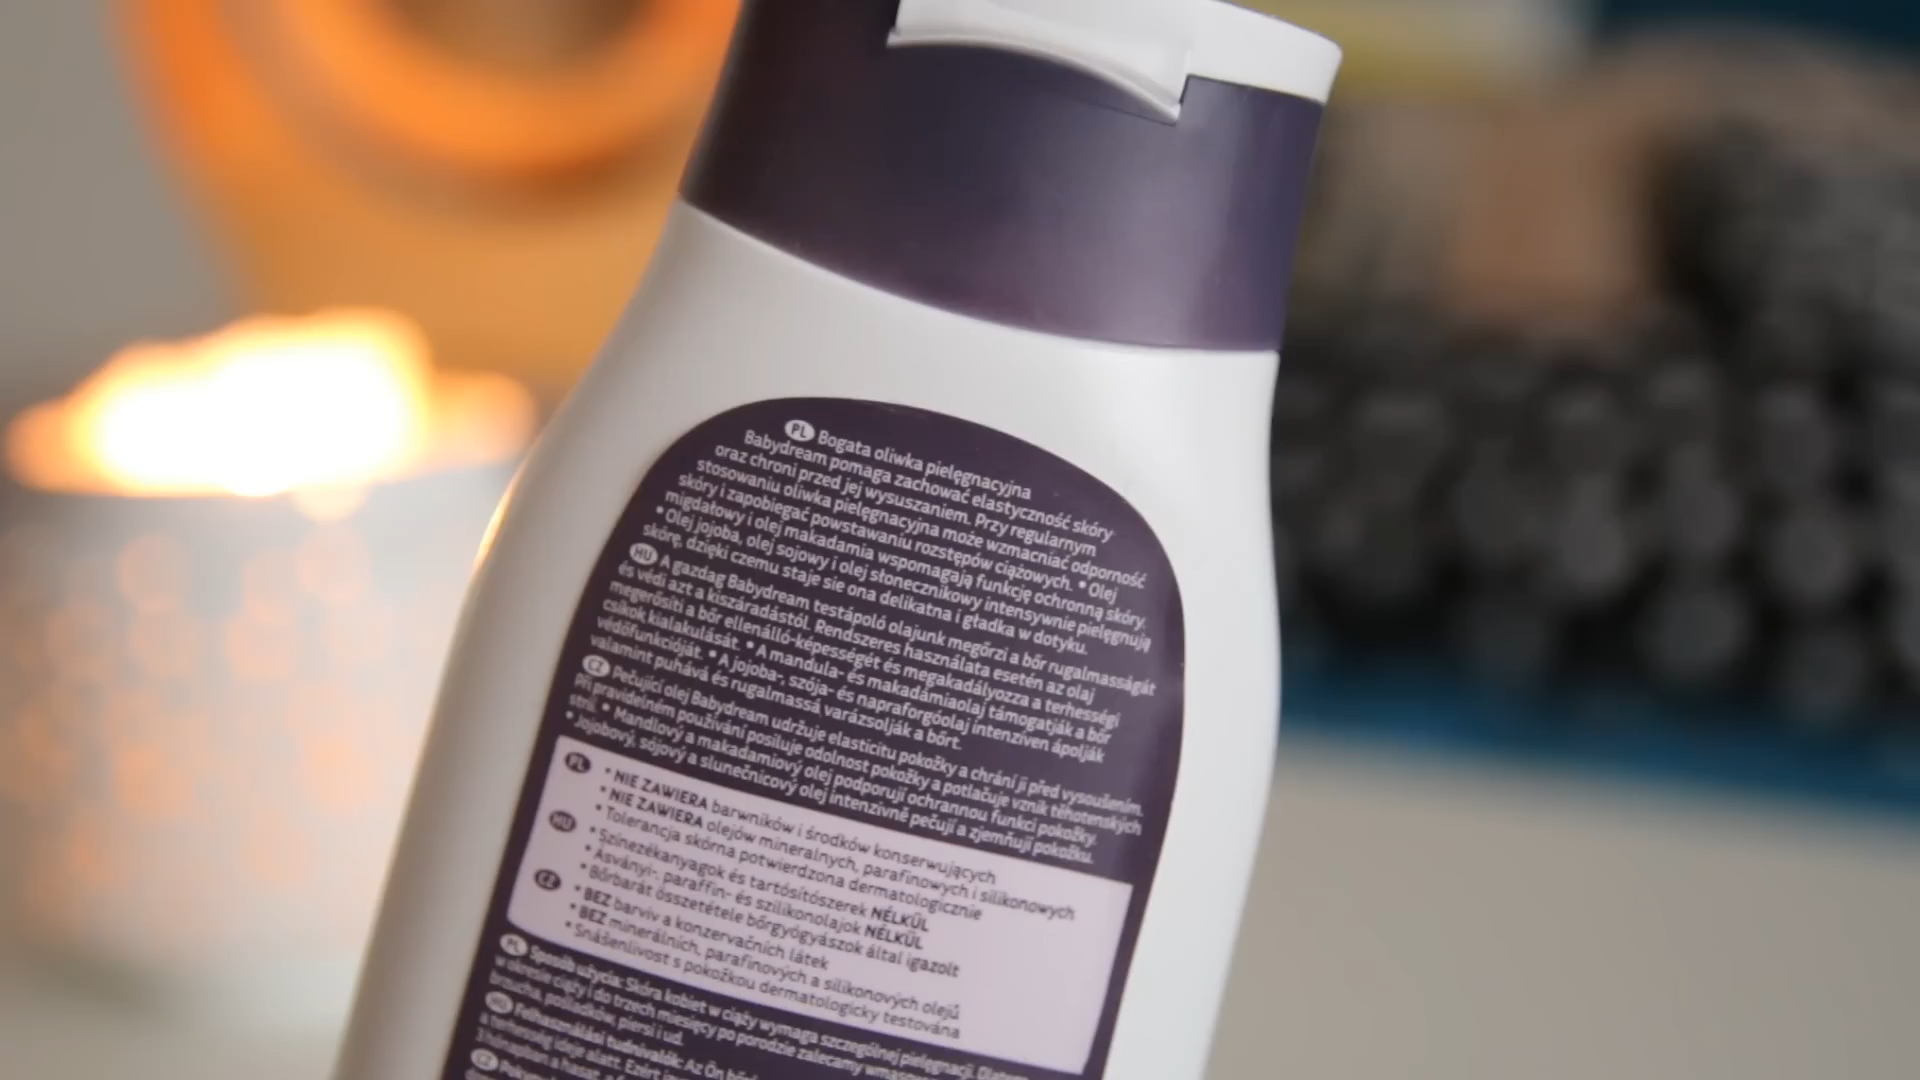 PL Bogata oliwka pielęgnacyjna
Babydream pomaga zachować elastyczność skóry
oraz chroni przed jej wysuszaniem. Przy regularnym
stosowaniu oliwka pielęgnacyjna może wzmacniać odporność
skóry i zapobiegać powstawaniu rozstępów ciążowych. • Olej
migdałowy i olej makadamia wspomagają funkcję ochronną skóry.
• Olej jojoba, olej sojowy i olej słonecznikowy intensywnie pielęgnują
skórę, dzięki czemu staje sie ona delikatna i gładka w dotyku.
HU A gazdag Babydream testápoló olajunk megőrzi a bőr rugalmasságát
és védi azt a kiszáradástól. Rendszeres használata esetén az olaj
megerősíti a bőr ellenálló-képességét és megakadályozza a terhességi
csíkok kialakulását. • A mandula- és makadámiaolaj támogatják a bőr
védőfunkcióját. • A jojoba-, szója- és napraforgóolaj intenzíven ápolják
valamint puhává és rugalmassá varázsolják a bőrt.
CZ Pečující olej Babydream udržuje elasticitu pokožky a chrání ji před vysoušením.
Při pravidelném používání posiluje odolnost pokožky a potlačuje vznik těhotenských
strií. • Mandlový a makadamiový olej podporují ochrannou funkci pokožky.
• Jojobový, sójový a slunečnicový olej intenzivně pečují a zjemňují pokožku.
PL • NIE ZAWIERA barwników i środków konserwujących
• NIE ZAWIERA olejów mineralnych, parafinowych i silikonowych
• Tolerancja skórna potwierdzona dermatologicznie
HU • Színezékanyagok és tartósítószerek NÉLKÜL
• Ásványi-, paraffin- és szilikonolajok NÉLKÜL
• Bőrbarát összetétele bőrgyógyászok által igazolt
CZ • BEZ barviv a konzervačních látek
• BEZ minerálních, parafinových a silikonových olejů
• Snášenlivost s pokožkou dermatologicky testována
PL Sposób użycia: Skóra kobiet w ciąży wymaga szczególnej pielęgnacji. Dlatego
w okresie ciąży i do trzech miesięcy po porodzie zalecamy
brzucha, pośladków, piersi i ud.
HU Felhasználási tudnivalók: Az Ön
a terhesség ideje alatt. Ezért
3 hónapban a hasat, a
CZ